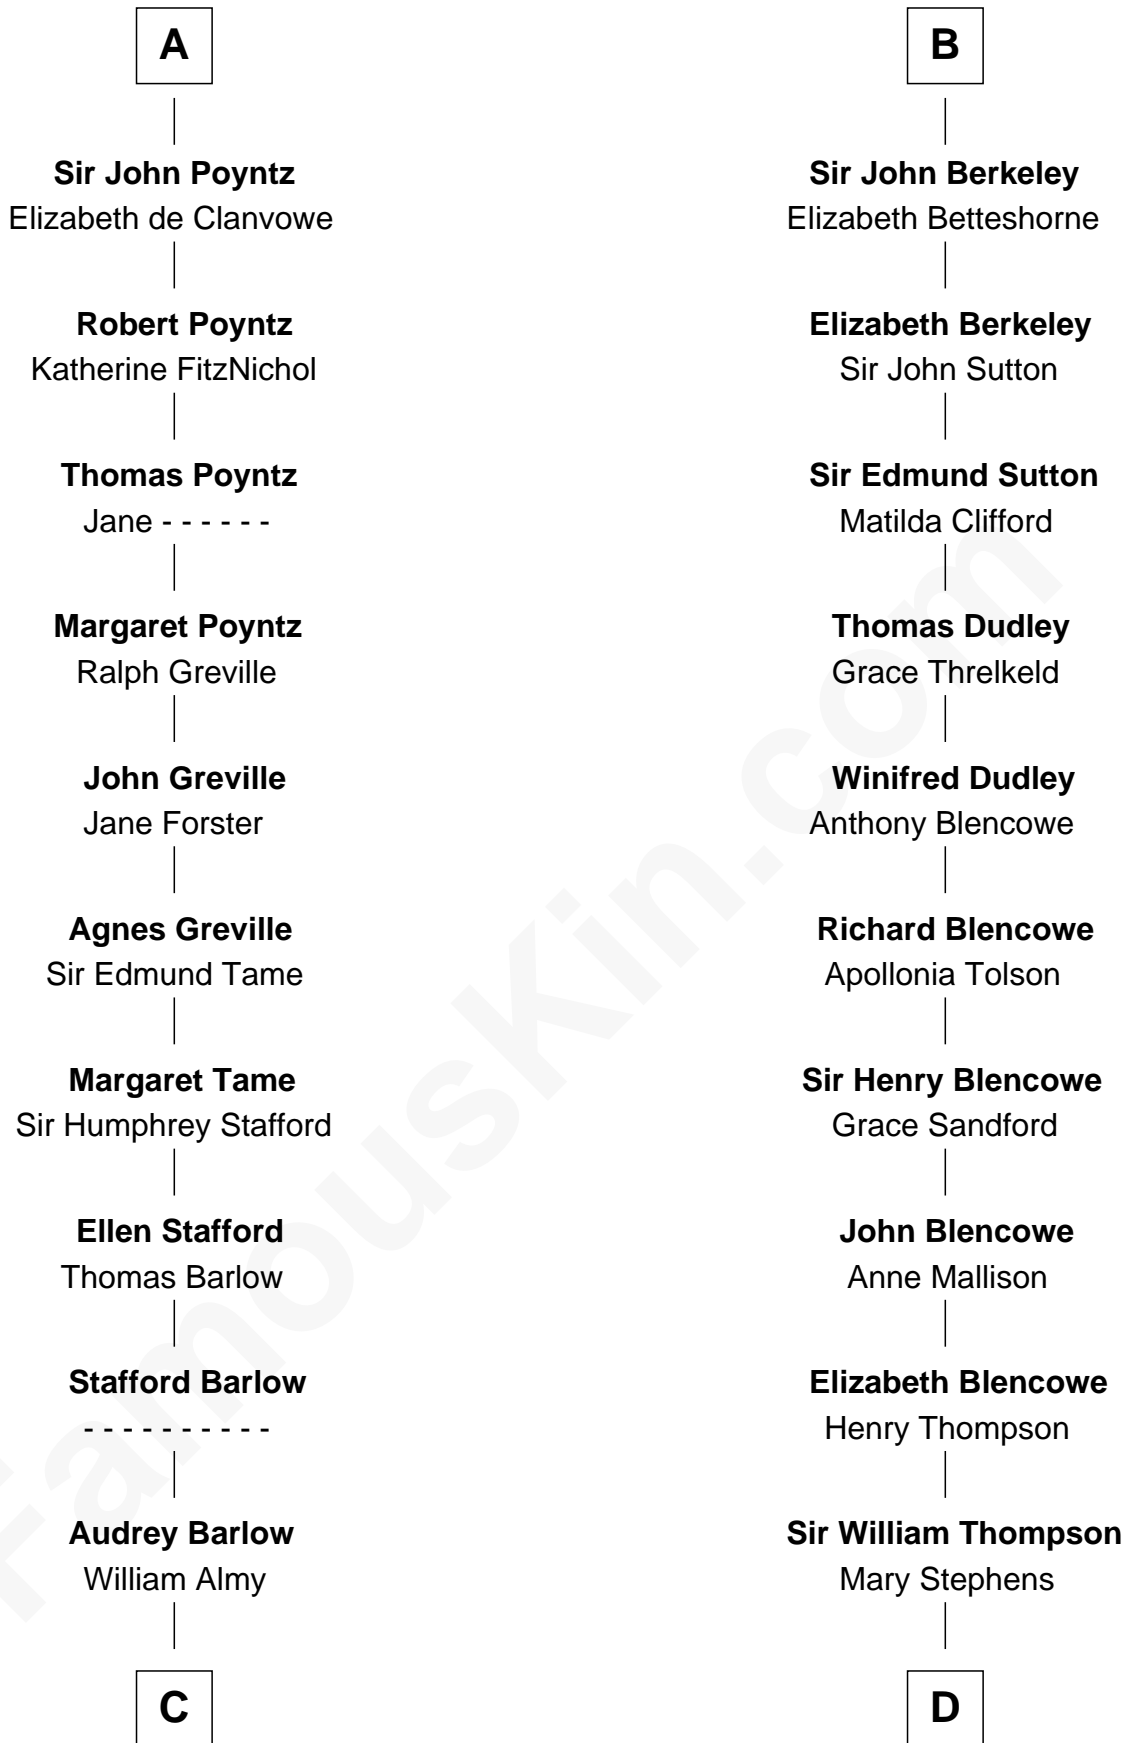 A
Sir John Poyntz
Elizabeth de Clanvowe
Robert Poyntz
Katherine FitzNichol
Thomas Poyntz
Jane - - - - - -
Margaret Poyntz
Ralph Greville
John Greville
Jane Forster
Agnes Greville
Sir Edmund Tame
Margaret Tame
Sir Humphrey Stafford
Ellen Stafford
Thomas Barlow
Stafford Barlow
- - - - - - - - - -
Audrey Barlow
William Almy
C
B
Sir John Berkeley
Elizabeth Betteshorne
Elizabeth Berkeley
Sir John Sutton
Sir Edmund Sutton
Matilda Clifford
Thomas Dudley
Grace Threlkeld
Winifred Dudley
Anthony Blencowe
Richard Blencowe
Apollonia Tolson
Sir Henry Blencowe
Grace Sandford
John Blencowe
Anne Mallison
Elizabeth Blencowe
Henry Thompson
Sir William Thompson
Mary Stephens
D
FamousKin.com